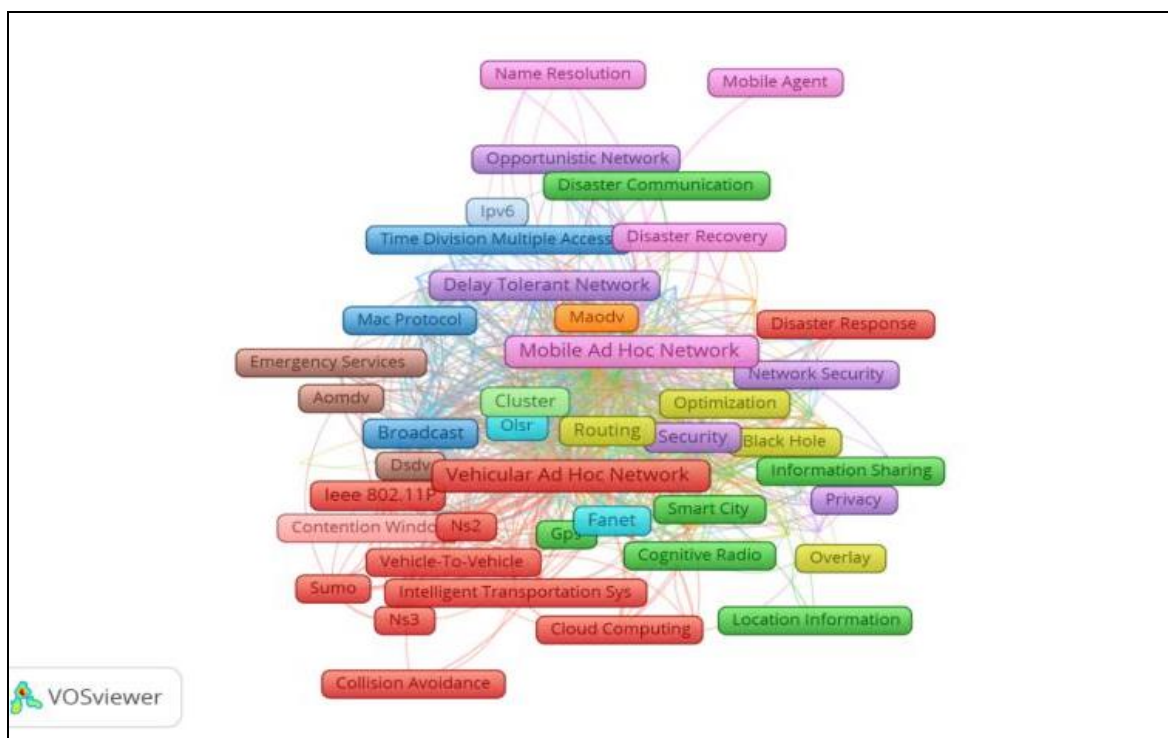 Name Resolution
Mobile Agent
Opportunistic Network
Disaster Communication
Ipv6
Time Division Multiple Access
Disaster Recovery
Delay Tolerant Network
Maodv
Mac Protocol
Disaster Response
Mobile Ad Hoc Network
Emergency Services
Network Security
Aomdv
Cluster
Optimization
Broadcast
Olsr
Routing
Security
Black Hole
Dsdv
Vehicular Ad Hoc Network
Information Sharing
Ieee 802.11P
Privacy
Smart City
Contention Windo
Ns2
Fanet
Gps
Vehicle-To-Vehicle
Cognitive Radio
Overlay
Sumo
Intelligent Transportation Sys
Ns3
Cloud Computing
Location Information
Collision Avoidance
VOSviewer